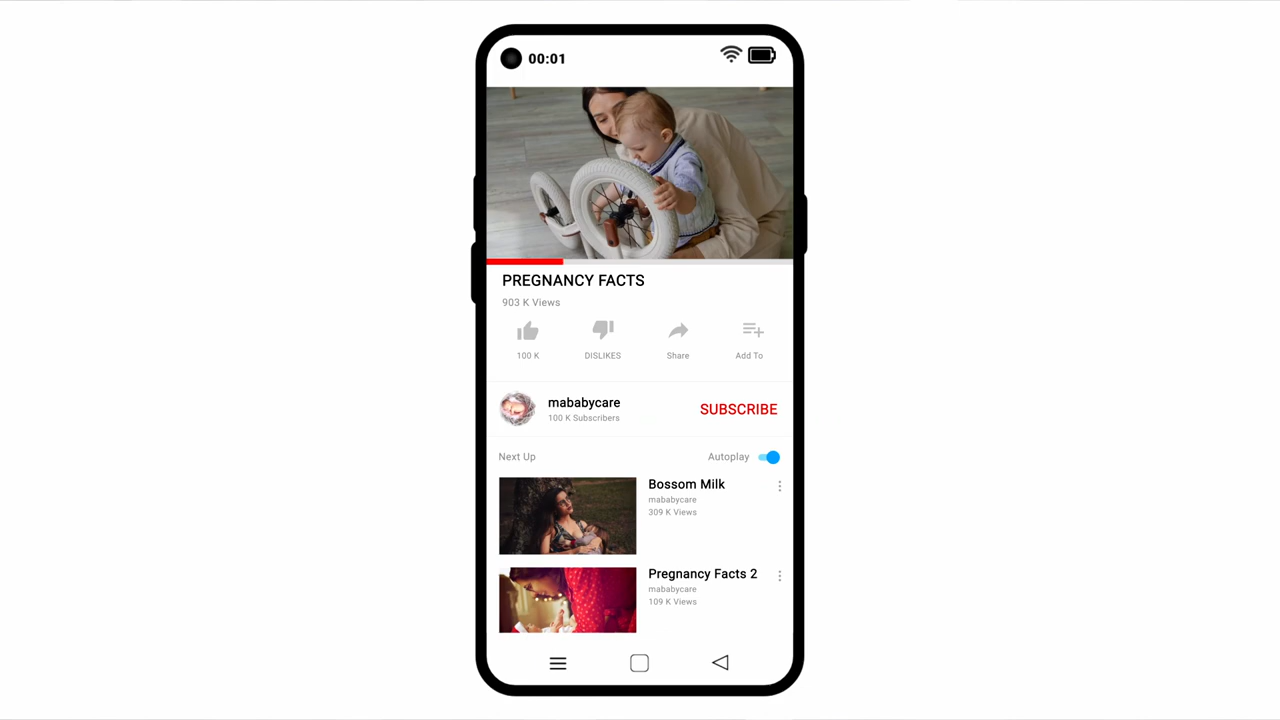 00:01
PREGNANCY FACTS
903 K Views
100 K
DISLIKES
Share
Add To
mababycare
100 K Subscribers
SUBSCRIBE
Next Up
Autoplay
Bossom Milk
mababycare
309 K Views
Pregnancy Facts 2
mababycare
109 K Views